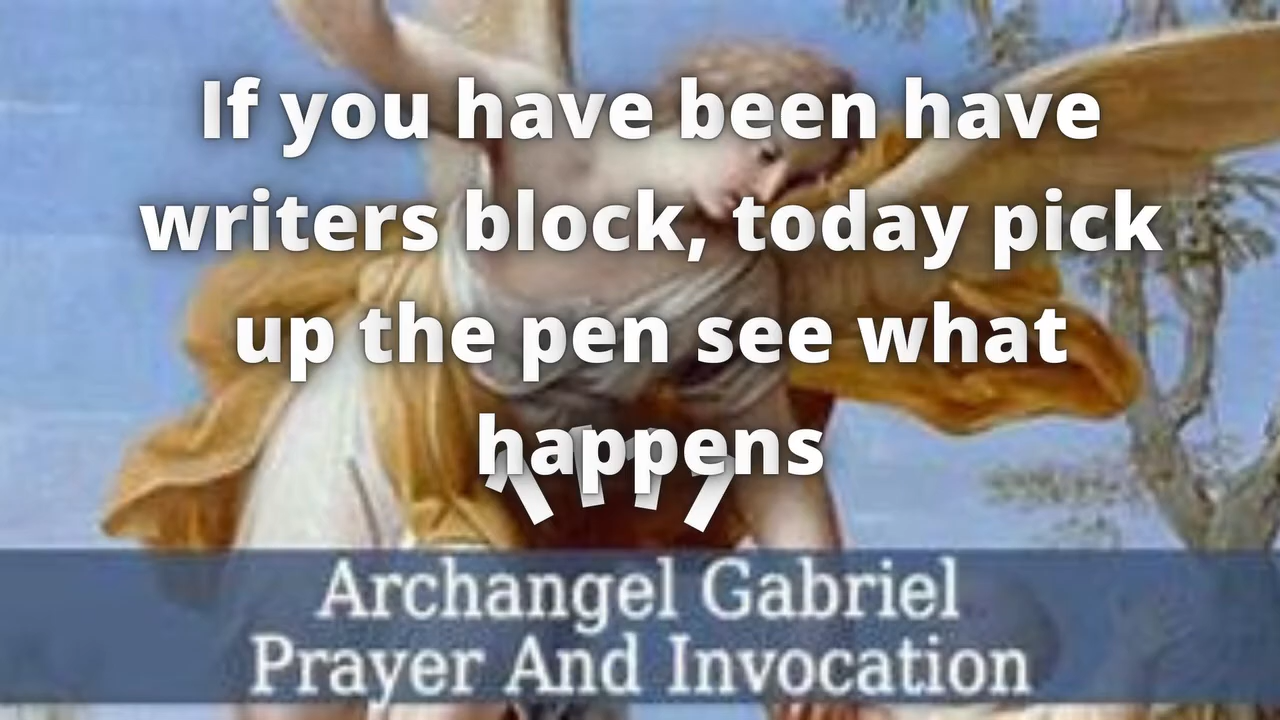 If you have been have
writers block, today pick
up the pen see what
happens
Archangel Gabriel
Prayer And Invocation